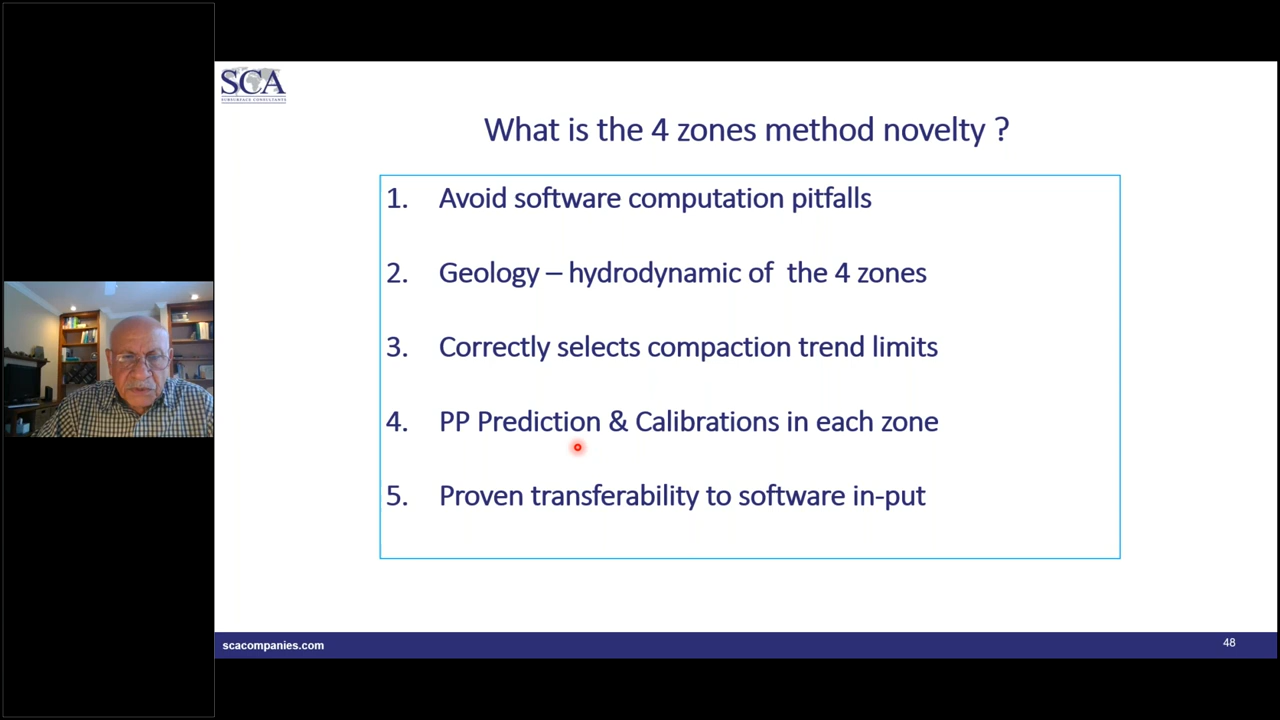 SCA
SUBSURFACE CONSULTANTS
What is the 4 zones method novelty ?
1. Avoid software computation pitfalls
2. Geology – hydrodynamic of the 4 zones
3. Correctly selects compaction trend limits
4. PP Prediction & Calibrations in each zone
5. Proven transferability to software in-put
scacompanies.com
48